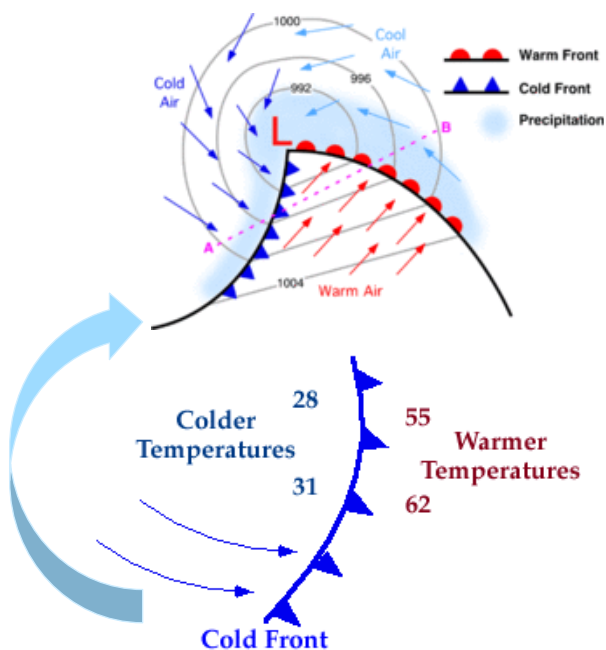 1000
Cool
Air
Warm Front
Cold
Air
992
996
Cold Front
Precipitation
L
B
A
1004
Warm Air
28
Colder
Temperatures
55
Warmer
Temperatures
31
62
Cold Front